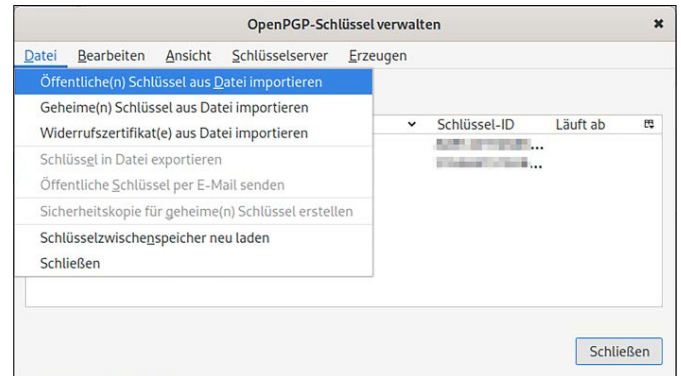 OpenPGP-Schlüssel verwalten
Datei Bearbeiten Ansicht Schlüsselserver Erzeugen
Öffentliche(n) Schlüssel aus Datei importieren
Geheime(n) Schlüssel aus Datei importieren
Widerrufszertifikat(e) aus Datei importieren
Schlüssel-ID Läuft ab
Schlüssel in Datei exportieren
Öffentliche Schlüssel per E-Mail senden
Sicherheitskopie für geheime(n) Schlüssel erstellen
Schlüsselzwischenspeicher neu laden
Schließen
Schließen